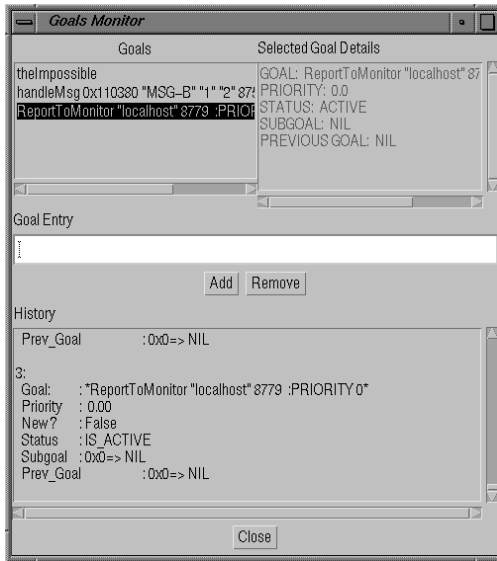 Goals Monitor
Goals
Selected Goal Details
theImpossible
handleMsg 0x110380 "MSG–B" "1" "2" 875
ReportToMonitor "localhost" 8779 :PRIOR
GOAL: ReportToMonitor "localhost" 87
PRIORITY: 0.0
STATUS: ACTIVE
SUBGOAL: NIL
PREVIOUS GOAL: NIL
Goal Entry
Add
Remove
History
Prev_Goal :0x0=> NIL
3:
Goal: :*ReportToMonitor "localhost" 8779 :PRIORITY 0*
Priority : 0.00
New? : False
Status : IS_ACTIVE
Subgoal : 0x0=> NIL
Prev_Goal :0x0=> NIL
Close